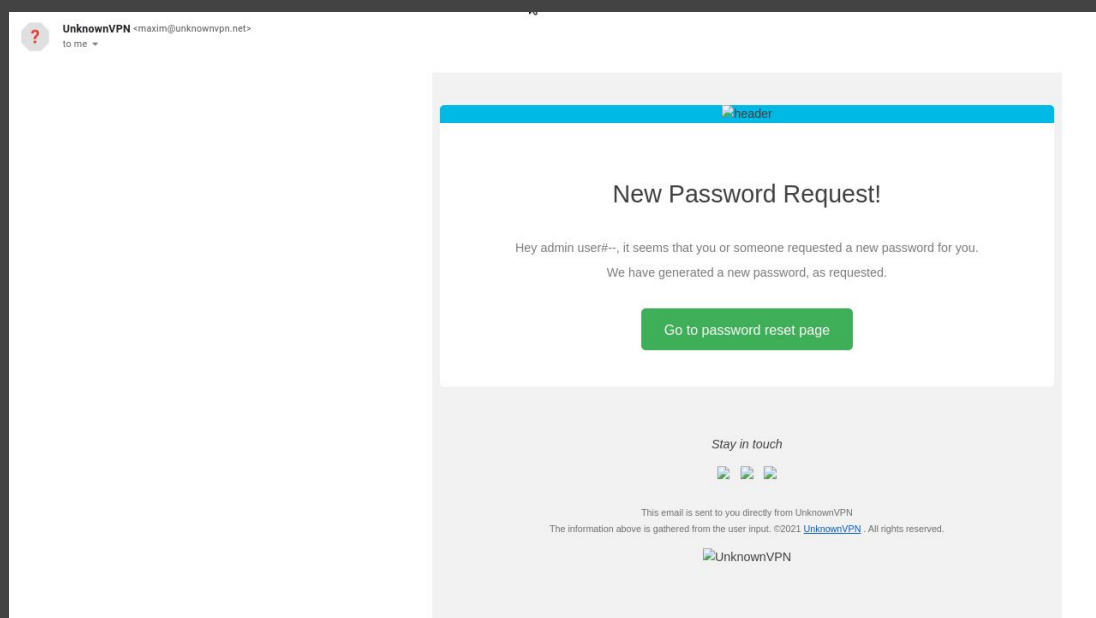 ?
UnknownVPN <maxim@unknownvpn.net>
to me
header
New Password Request!
Hey admin user#--, it seems that you or someone requested a new password for you.
We have generated a new password, as requested.
Go to password reset page
Stay in touch
This email is sent to you directly from UnknownVPN
The information above is gathered from the user input. ©2021 UnknownVPN . All rights reserved.
UnknownVPN